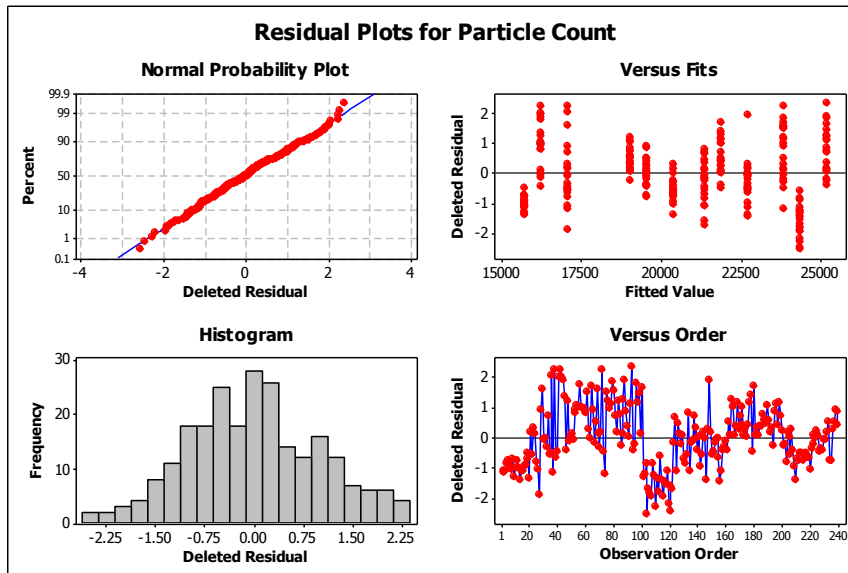 Residual Plots for Particle Count
Normal Probability Plot
Percent
99.9
99
90
50
10
1
0.1
-4 -2 0 2 4
Deleted Residual
Versus Fits
Deleted Residual
2
1
0
-1
-2
15000 17500 20000 22500 25000
Fitted Value
Histogram
Frequency
30
20
10
0
-2.25 -1.50 -0.75 0.00 0.75 1.50 2.25
Deleted Residual
Versus Order
Deleted Residual
2
1
0
-1
-2
1 20 40 60 80 100 120 140 160 180 200 220 240
Observation Order